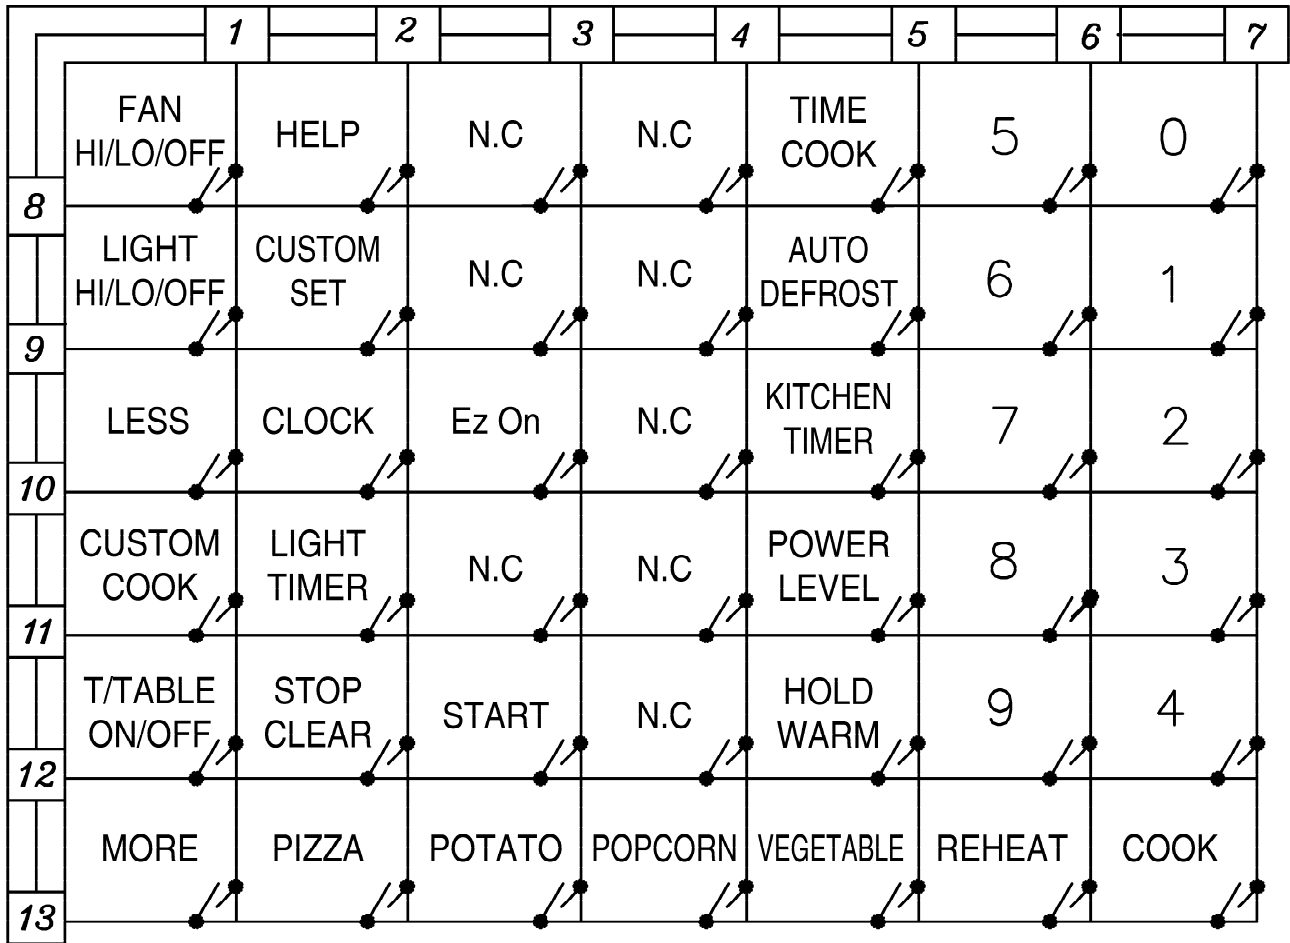 1 2 3 4 5 6 7
FAN
HI/LO/OFF
HELP
N.C
N.C
TIME
COOK
5
0
8
LIGHT
HI/LO/OFF
CUSTOM
SET
N.C
N.C
AUTO
DEFROST
6
1
9
LESS
CLOCK
Ez On
N.C
KITCHEN
TIMER
7
2
10
CUSTOM
COOK
LIGHT
TIMER
N.C
N.C
POWER
LEVEL
8
3
11
T/TABLE
ON/OFF
STOP
CLEAR
START
N.C
HOLD
WARM
9
4
12
MORE
PIZZA
POTATO
POPCORN
VEGETABLE
REHEAT
COOK
13